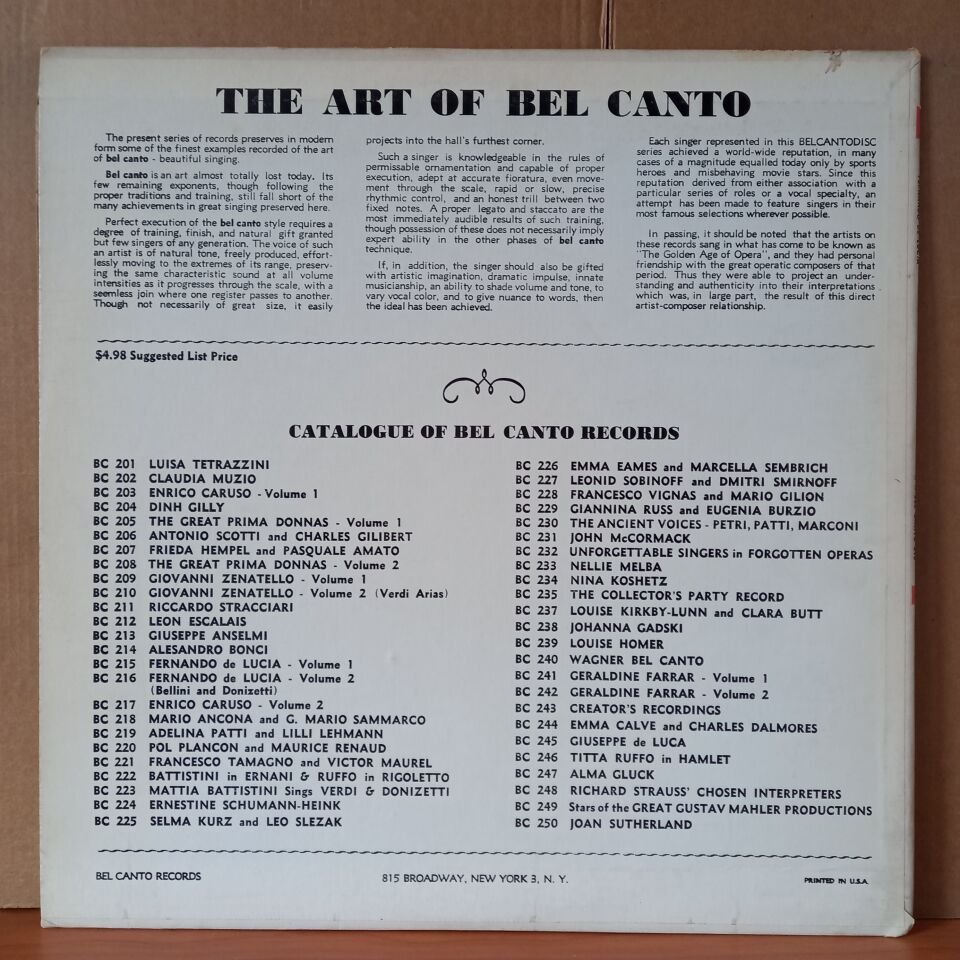 THE ART OF BEL CANTO
The present series of records preserves in modern
form some of the finest examples recorded of the art
of bel canto - beautiful singing.
Bel canto is an art almost totally lost today. Its
few remaining exponents, though following the
proper traditions and training, still fall short of the
many achievements in great singing preserved here.
Perfect execution of the bel canto style requires a
degree of training, finish, and natural gift granted
but few singers of any generation. The voice of such
an artist is of natural tone, freely produced, effort-
lessly moving to the extremes of its range, preserv-
ing the same characteristic sound at all volume
intensities as it progresses through the scale, with a
seemless join where one register passes to another.
Though not necessarily of great size, it easily
projects into the hall's furthest corner.
Such a singer is knowledgeable in the rules of
permissable ornamentation and capable of proper
execution, adept at accurate fioratura, even move-
ment through the scale, rapid or slow, precise
rhythmic control, and an honest trill between two
fixed notes. A proper legato and staccato are the
most immediately audible results of such training,
though possession of these does not necessarily imply
expert ability in the other phases of bel canto
technique.
If, in addition, the singer should also be gifted
with artistic imagination, dramatic impulse, innate
musicianship, an ability to shade volume and tone, to
vary vocal color, and to give nuance to words, then
the ideal has been achieved.
Each singer represented in this BELCANTODISC
series achieved a world-wide reputation, in many
cases of a magnitude equalled today only by sports
heroes and misbehaving movie stars. Since this
reputation derived from either association with a
particular series of roles or a vocal specialty, an
attempt has been made to feature singers in their
most famous selections wherever possible.
In passing, it should be noted that the artists on
these records sang in what has come to be known as
"The Golden Age of Opera", and they had personal
friendship with the great operatic composers of that
period. Thus they were able to project an under-
standing and authenticity into their interpretations
which was, in large part, the result of this direct
artist-composer relationship.
$4.98 Suggested List Price
CATALOGUE OF BEL CANTO RECORDS
BC 201 LUISA TETRAZZINI
BC 202 CLAUDIA MUZIO
BC 203 ENRICO CARUSO - Volume 1
BC 204 DINH GILLY
BC 205 THE GREAT PRIMA DONNAS - Volume 1
BC 206 ANTONIO SCOTTI and CHARLES GILIBERT
BC 207 FRIEDA HEMPEL and PASQUALE AMATO
BC 208 THE GREAT PRIMA DONNAS - Volume 2
BC 209 GIOVANNI ZENATELLO - Volume 1
BC 210 GIOVANNI ZENATELLO - Volume 2 (Verdi Arias)
BC 211 RICCARDO STRACCIARI
BC 212 LEON ESCALAIS
BC 213 GIUSEPPE ANSELMI
BC 214 ALESANDRO BONCI
BC 215 FERNANDO de LUCIA - Volume 1
BC 216 FERNANDO de LUCIA - Volume 2
(Bellini and Donizetti)
BC 217 ENRICO CARUSO - Volume 2
BC 218 MARIO ANCONA and G. MARIO SAMMARCO
BC 219 ADELINA PATTI and LILLI LEHMANN
BC 220 POL PLANCON and MAURICE RENAUD
BC 221 FRANCESCO TAMAGNO and VICTOR MAUREL
BC 222 BATTISTINI in ERNANI & RUFFO in RIGOLETTO
BC 223 MATTIA BATTISTINI Sings VERDI & DONIZETTI
BC 224 ERNESTINE SCHUMANN-HEINK
BC 225 SELMA KURZ and LEO SLEZAK
BC 226 EMMA EAMES and MARCELLA SEMBRICH
BC 227 LEONID SOBINOFF and DMITRI SMIRNOFF
BC 228 FRANCESCO VIGNAS and MARIO GILION
BC 229 GIANNINA RUSS and EUGENIA BURZIO
BC 230 THE ANCIENT VOICES - PETRI, PATTI, MARCONI
BC 231 JOHN McCORMACK
BC 232 UNFORGETTABLE SINGERS in FORGOTTEN OPERAS
BC 233 NELLIE MELBA
BC 234 NINA KOSHETZ
BC 235 THE COLLECTOR'S PARTY RECORD
BC 237 LOUISE KIRKBY-LUNN and CLARA BUTT
BC 238 JOHANNA GADSKI
BC 239 LOUISE HOMER
BC 240 WAGNER BEL CANTO
BC 241 GERALDINE FARRAR - Volume 1
BC 242 GERALDINE FARRAR - Volume 2
BC 243 CREATOR'S RECORDINGS
BC 244 EMMA CALVE and CHARLES DALMORES
BC 245 GIUSEPPE de LUCA
BC 246 TITTA RUFFO in HAMLET
BC 247 ALMA GLUCK
BC 248 RICHARD STRAUSS' CHOSEN INTERPRETERS
BC 249 Stars of the GREAT GUSTAV MAHLER PRODUCTIONS
BC 250 JOAN SUTHERLAND
BEL CANTO RECORDS
815 BROADWAY, NEW YORK 3, N. Y.
PRINTED IN U.S.A.